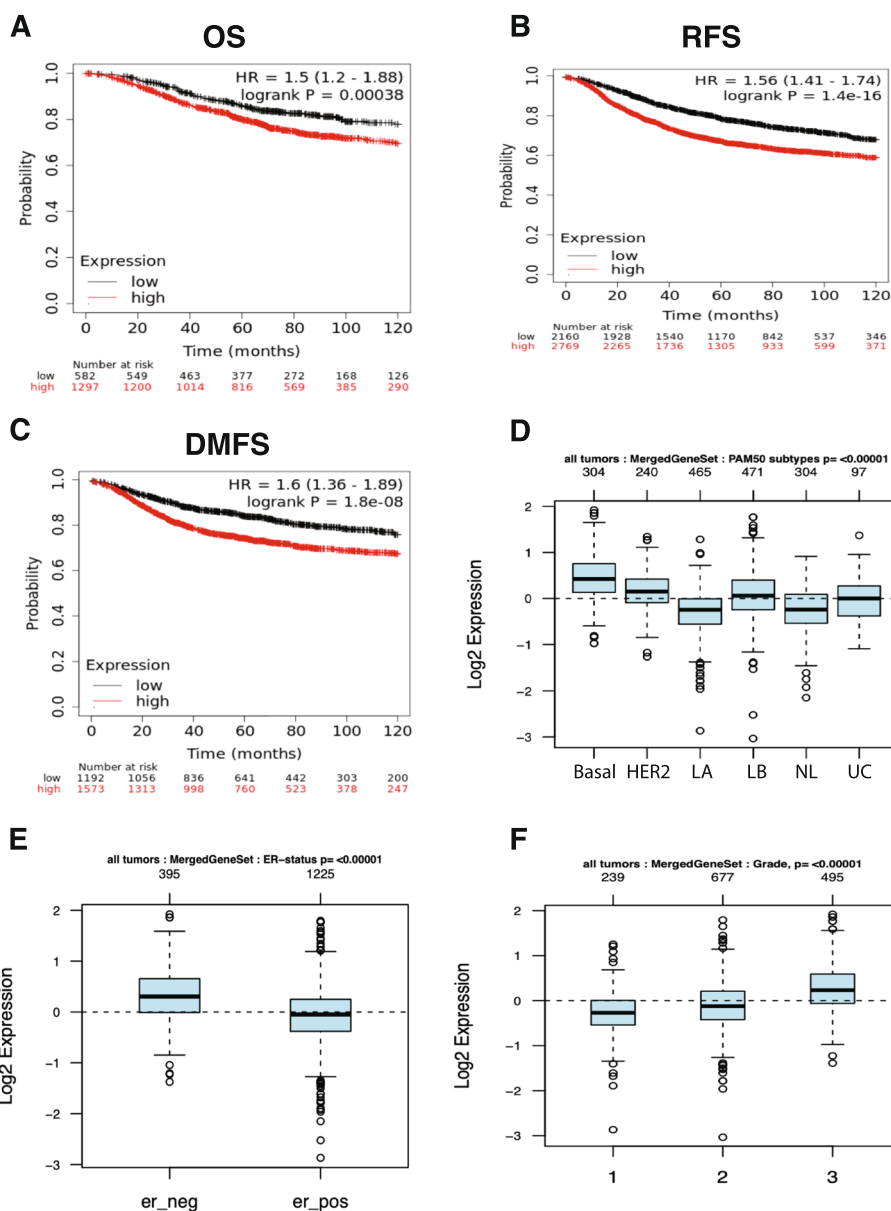 A
OS
HR = 1.5 (1.2 - 1.88)
logrank P = 0.00038
Probability
1.0
0.8
0.6
0.4
0.2
0.0
Expression
low
high
0 20 40 60 80 100 120
Time (months)
Number at risk
low 582 549 463 377 272 168 126
high 1297 1200 1014 816 569 385 290
B
RFS
HR = 1.56 (1.41 - 1.74)
logrank P = 1.4e-16
Probability
1.0
0.8
0.6
0.4
0.2
0.0
Expression
low
high
0 20 40 60 80 100 120
Time (months)
Number at risk
low 2160 1928 1540 1170 842 537 346
high 2769 2265 1736 1305 933 599 371
C
DMFS
HR = 1.6 (1.36 - 1.89)
logrank P = 1.8e-08
Probability
1.0
0.8
0.6
0.4
0.2
0.0
Expression
low
high
0 20 40 60 80 100 120
Time (months)
Number at risk
low 1192 1056 836 641 442 303 200
high 1573 1313 998 760 523 378 247
D
all tumors : MergedGeneSet : PAM50 subtypes p= <0.00001
304 240 465 471 304 97
Log2 Expression
2
1
0
−1
−2
−3
Basal HER2 LA LB NL UC
E
all tumors : MergedGeneSet : ER-status p= <0.00001
395 1225
Log2 Expression
2
1
0
−1
−2
−3
er_neg er_pos
F
all tumors : MergedGeneSet : Grade, p= <0.00001
239 677 495
Log2 Expression
2
1
0
−1
−2
−3
1 2 3